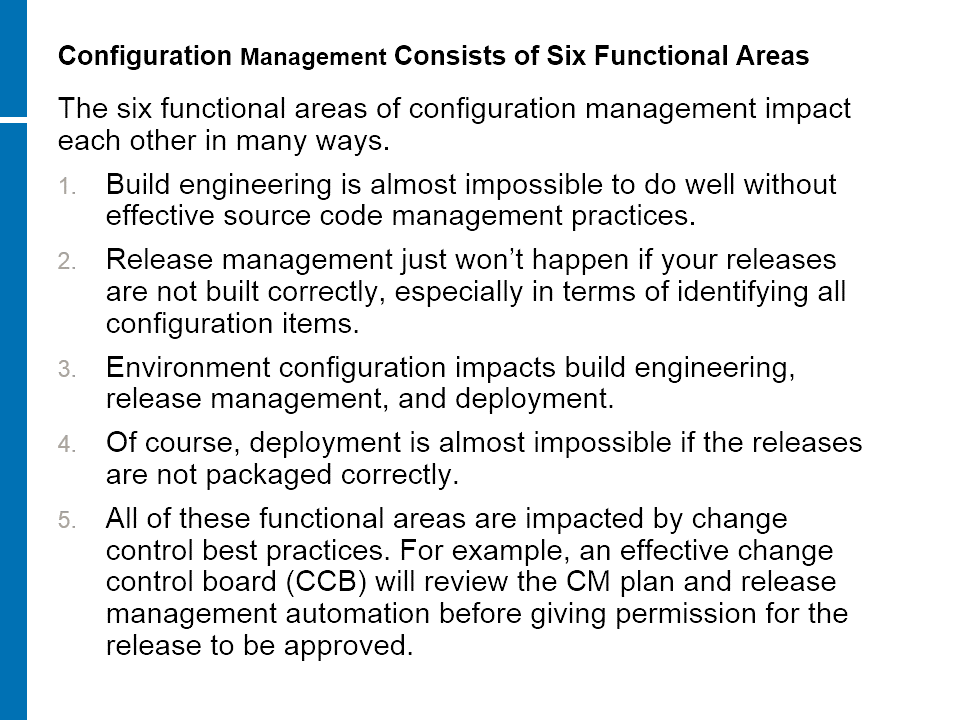 Configuration Management Consists of Six Functional Areas
The six functional areas of configuration management impact
each other in many ways.
1. Build engineering is almost impossible to do well without
effective source code management practices.
2. Release management just won’t happen if your releases
are not built correctly, especially in terms of identifying all
configuration items.
3. Environment configuration impacts build engineering,
release management, and deployment.
4. Of course, deployment is almost impossible if the releases
are not packaged correctly.
5. All of these functional areas are impacted by change
control best practices. For example, an effective change
control board (CCB) will review the CM plan and release
management automation before giving permission for the
release to be approved.